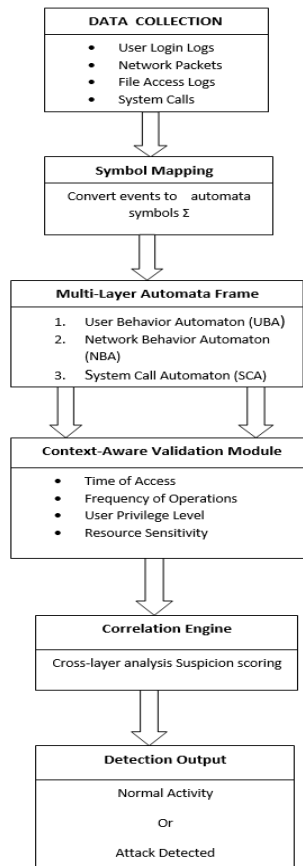 DATA COLLECTION
• User Login Logs
• Network Packets
• File Access Logs
• System Calls
Symbol Mapping
Convert events to automata
symbols Σ
Multi-Layer Automata Frame
1. User Behavior Automaton (UBA)
2. Network Behavior Automaton
(NBA)
3. System Call Automaton (SCA)
Context-Aware Validation Module
• Time of Access
• Frequency of Operations
• User Privilege Level
• Resource Sensitivity
Correlation Engine
Cross-layer analysis Suspicion scoring
Detection Output
Normal Activity
Or
Attack Detected